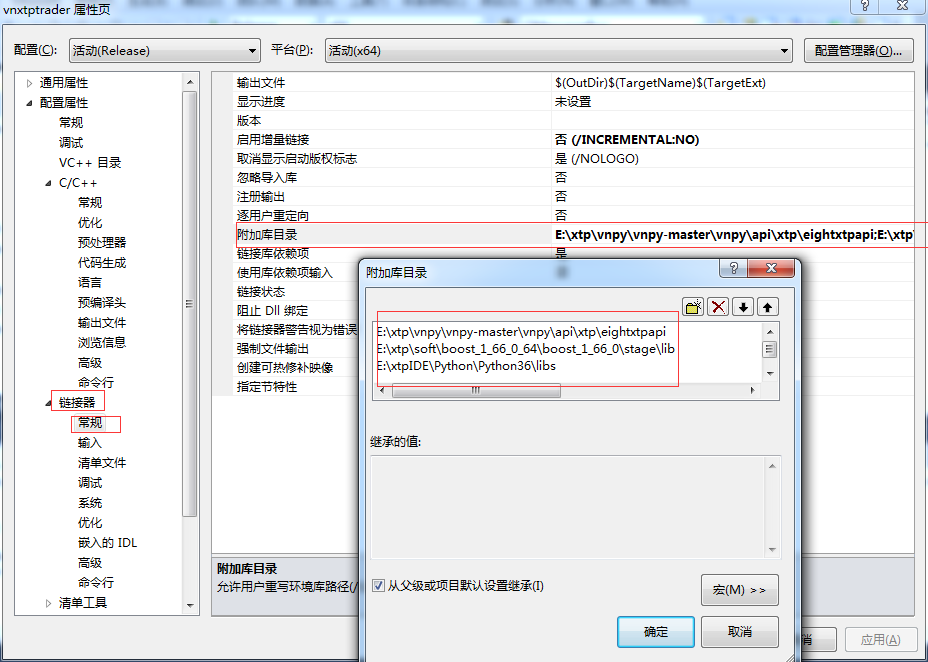 vnxtptrader 属性页
配置(C): 活动(Release) 平台(P): 活动(x64) 配置管理器(O)...
通用属性
配置属性
常规
调试
VC++ 目录
C/C++
常规
优化
预处理器
代码生成
语言
预编译头
输出文件
浏览信息
高级
命令行
链接器
常规
输入
清单文件
调试
系统
优化
嵌入的 IDL
高级
命令行
清单工具
输出文件 $(OutDir)$(TargetName)$(TargetExt)
显示进度 未设置
版本
启用增量链接 否 (/INCREMENTAL:NO)
取消显示启动版权标志 是 (/NOLOGO)
忽略导入库 否
注册输出 否
逐用户重定向 否
附加库目录 E:\xtp\vnpy\vnpy-master\vnpy\api\xtp\eightxtpapi;E:\xtp\
链接库依赖项 是
使用库依赖项输入
链接状态
阻止 Dll 绑定
将链接器警告视为错误
强制文件输出
创建可热修补映像
指定节特性
附加库目录
允许用户重写环境库路径(/
附加库目录
E:\xtp\vnpy\vnpy-master\vnpy\api\xtp\eightxtpapi
E:\xtp\soft\boost_1_66_0_64\boost_1_66_0\stage\lib
E:\xtpIDE\Python\Python36\libs
继承的值:
从父级或项目默认设置继承(I)
宏(M) >>
确定 取消
消 应用(A)